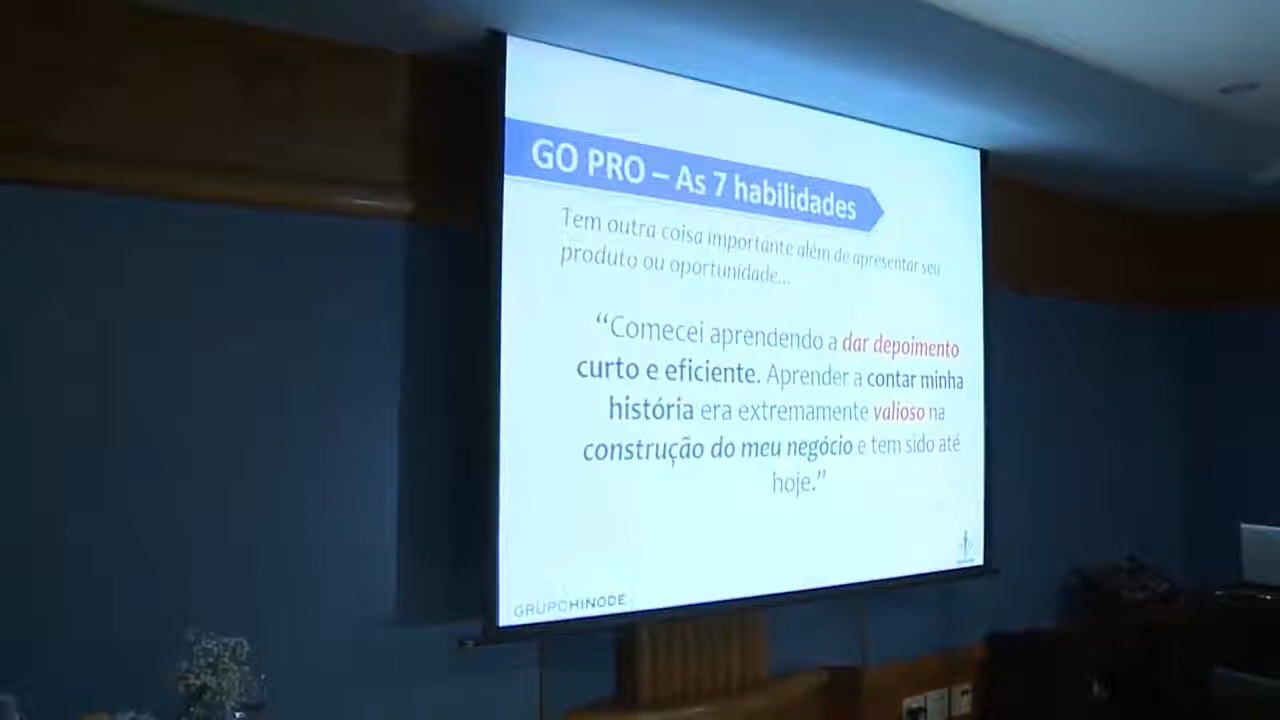 GO PRO – As 7 habilidades
Tem outra coisa importante além de apresentar seu
produto ou oportunidade...
“Comecei aprendendo a dar depoimento
curto e eficiente. Aprender a contar minha
história era extremamente valioso na
construção do meu negócio e tem sido até
hoje.”
GRUPOHINODE